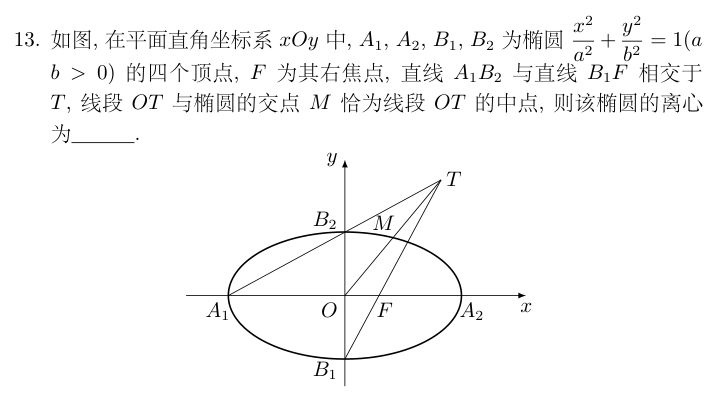 13. 如图, 在平面直角坐标系 xOy 中, A₁, A₂, B₁, B₂ 为椭圆 x²/a² + y²/b² = 1(a
b > 0) 的四个顶点, F 为其右焦点, 直线 A₁B₂ 与直线 B₁F 相交于
T, 线段 OT 与椭圆的交点 M 恰为线段 OT 的中点, 则该椭圆的离心
为______.
y
T
B₂ M
A₁ O F A₂ x
B₁